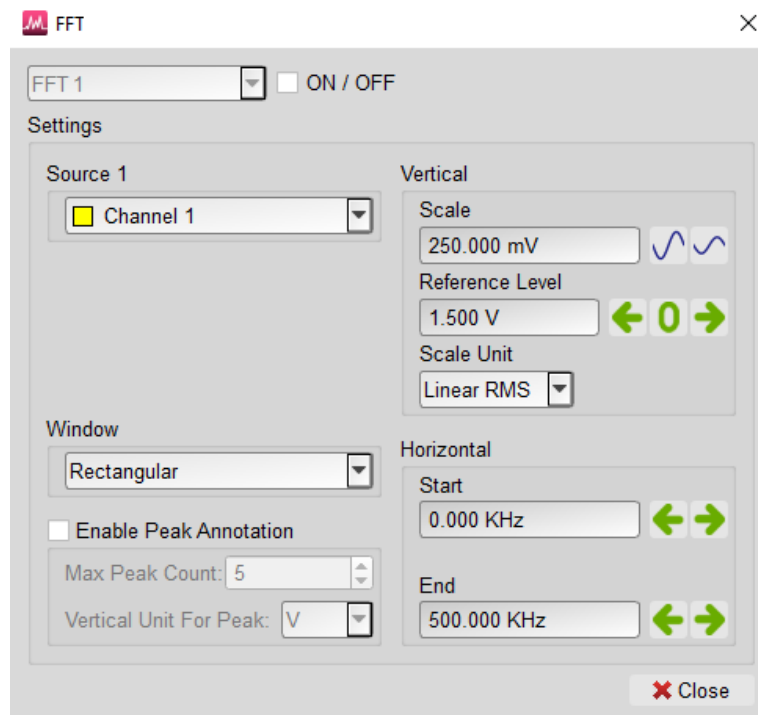 FFT
FFT 1
ON / OFF
Settings
Source 1
Channel 1
Window
Rectangular
Enable Peak Annotation
Max Peak Count: 5
Vertical Unit For Peak: V
Vertical
Scale
250.000 mV
Reference Level
1.500 V
0
Scale Unit
Linear RMS
Horizontal
Start
0.000 KHz
End
500.000 KHz
Close